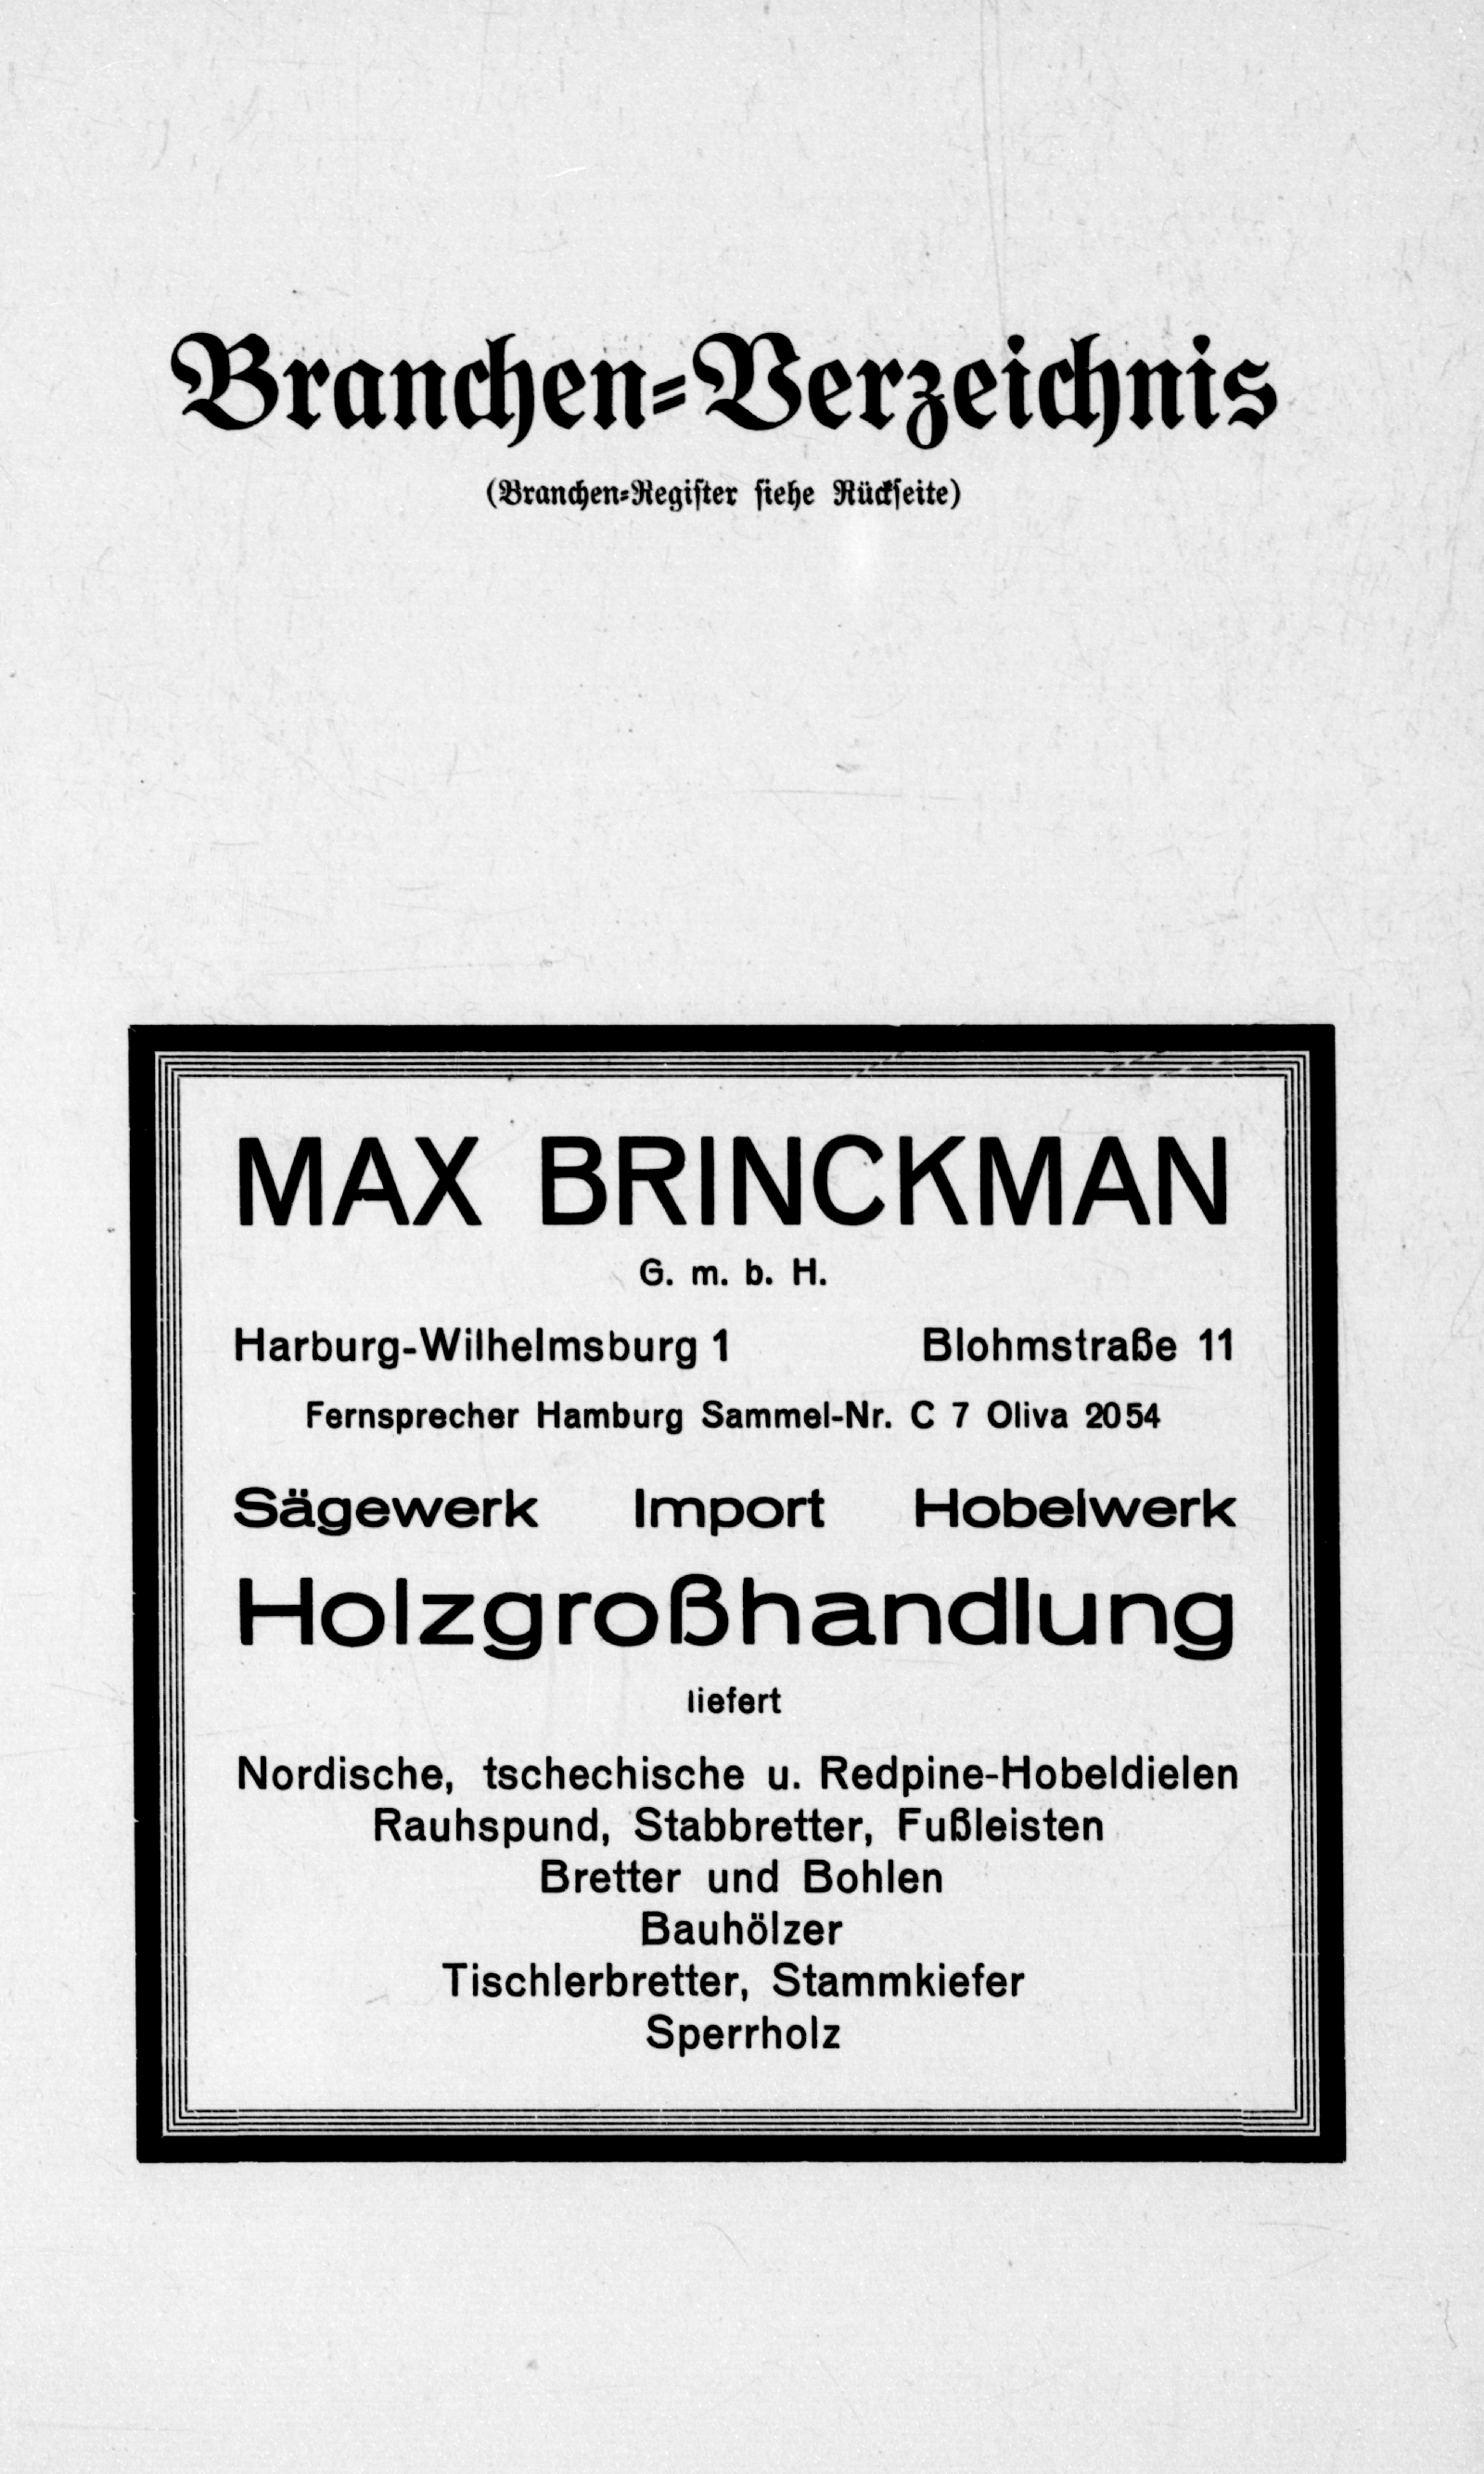 Branchen-Verzeichnis
(Branchen-Register siehe Rückseite)
MAX BRINCKMAN
G. m. b. H.
Harburg-Wilhelmsburg 1 Blohmstraße 11
Fernsprecher Hamburg Sammel-Nr. C 7 Oliva 2054
Sägewerk Import Hobelwerk
Holzgroßhandlung
liefert
Nordische, tschechische u. Redpine-Hobeldielen
Rauhspund, Stabbretter, Fußleisten
Bretter und Bohlen
Bauhölzer
Tischlerbretter, Stammkiefer
Sperrholz